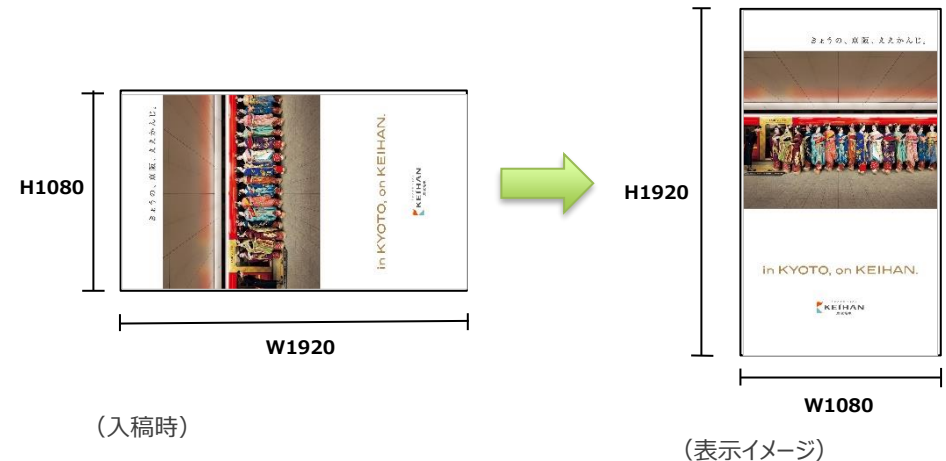 H1080
きょうの、京阪、ええかんじ。
in KYOTO, on KEIHAN.
KEIHAN
W1920
(入稿時)
H1920
きょうの、京阪、ええかんじ。
in KYOTO, on KEIHAN.
KEIHAN
W1080
(表示イメージ)